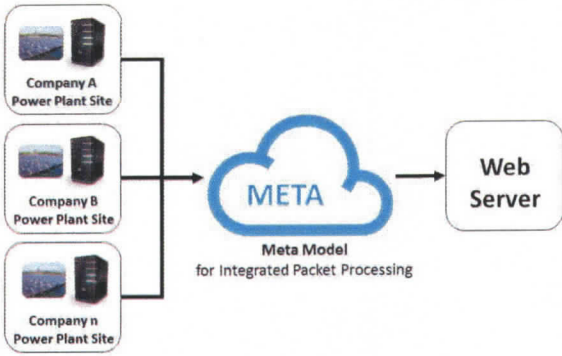 Company A
Power Plant Site
Company B
Power Plant Site
Company n
Power Plant Site
META
Meta Model
for Integrated Packet Processing
Web
Server